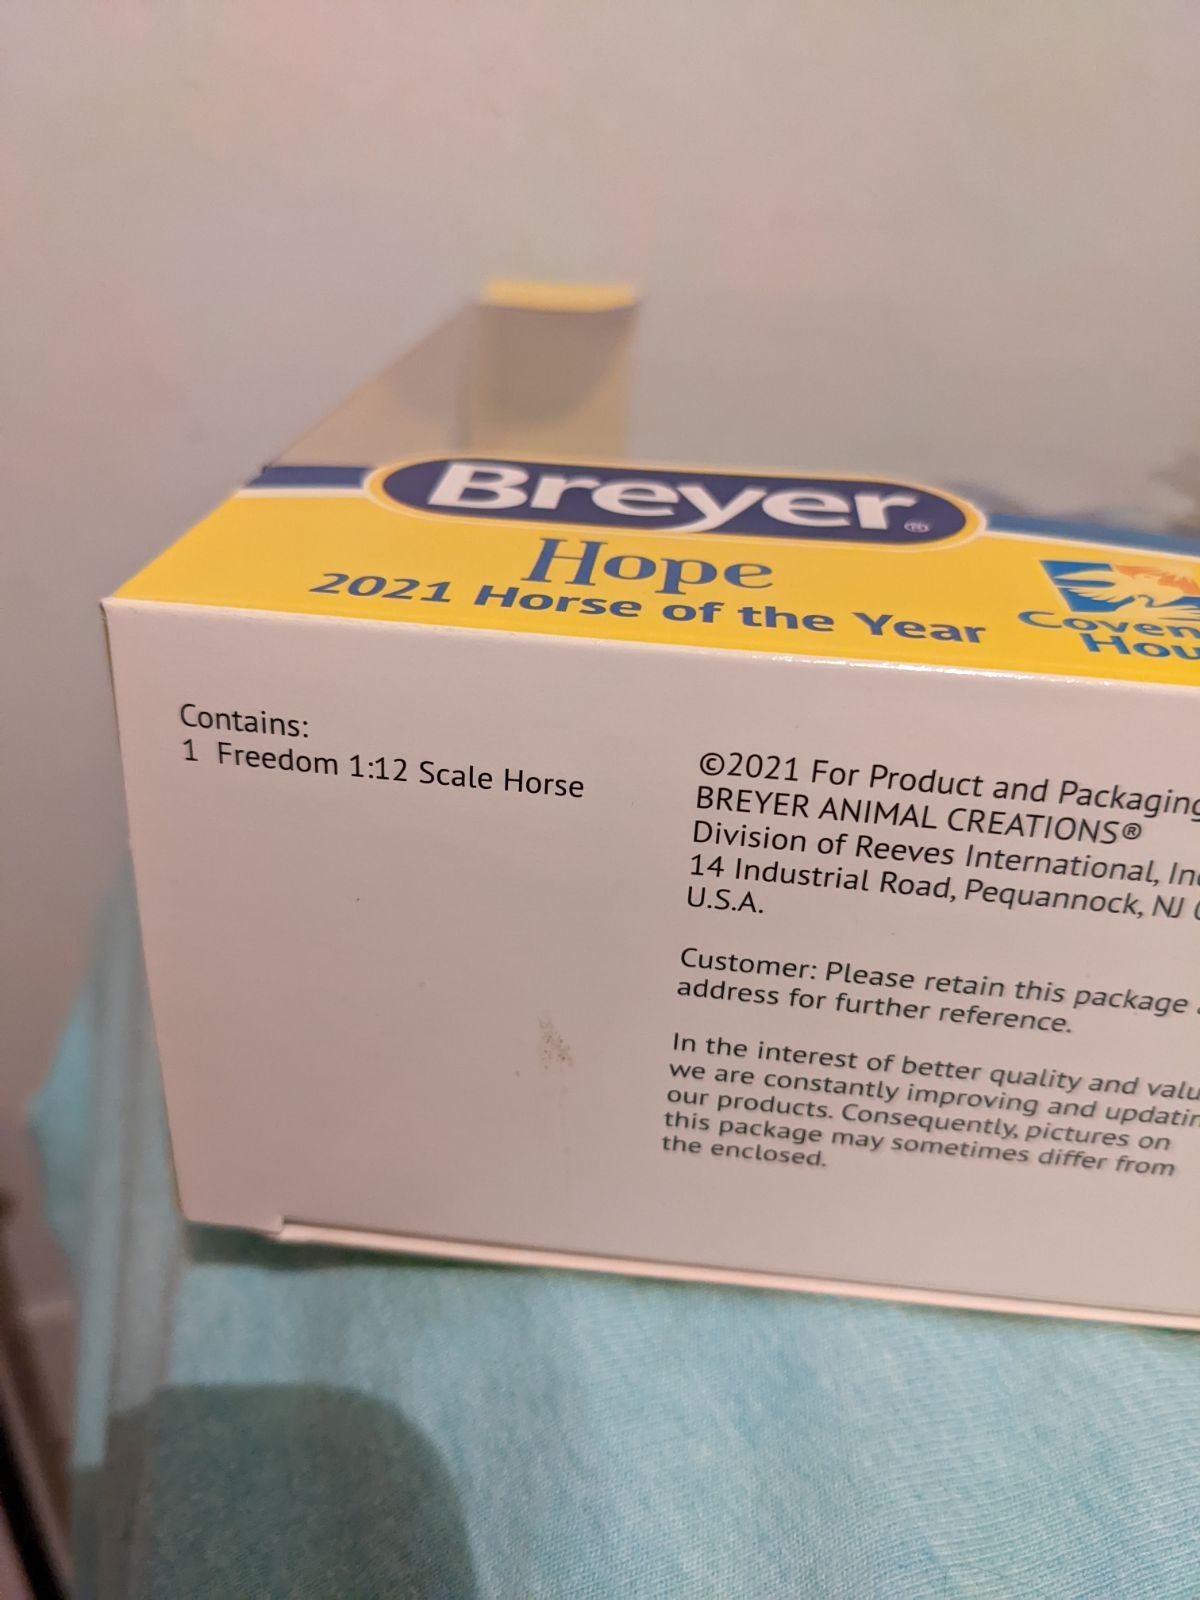 Breyer®
Hope
2021 Horse of the Year
Contains:
1 Freedom 1:12 Scale Horse
©2021 For Product and Packaging
BREYER ANIMAL CREATIONS®
Division of Reeves International,
14 Industrial Road, Pequannock, NJ
U.S.A.
Customer: Please retain this package
address for further reference.
In the interest of better quality and
we are constantly improving and
our products. Consequently, pictures on
this package may sometimes differ from
the enclosed.